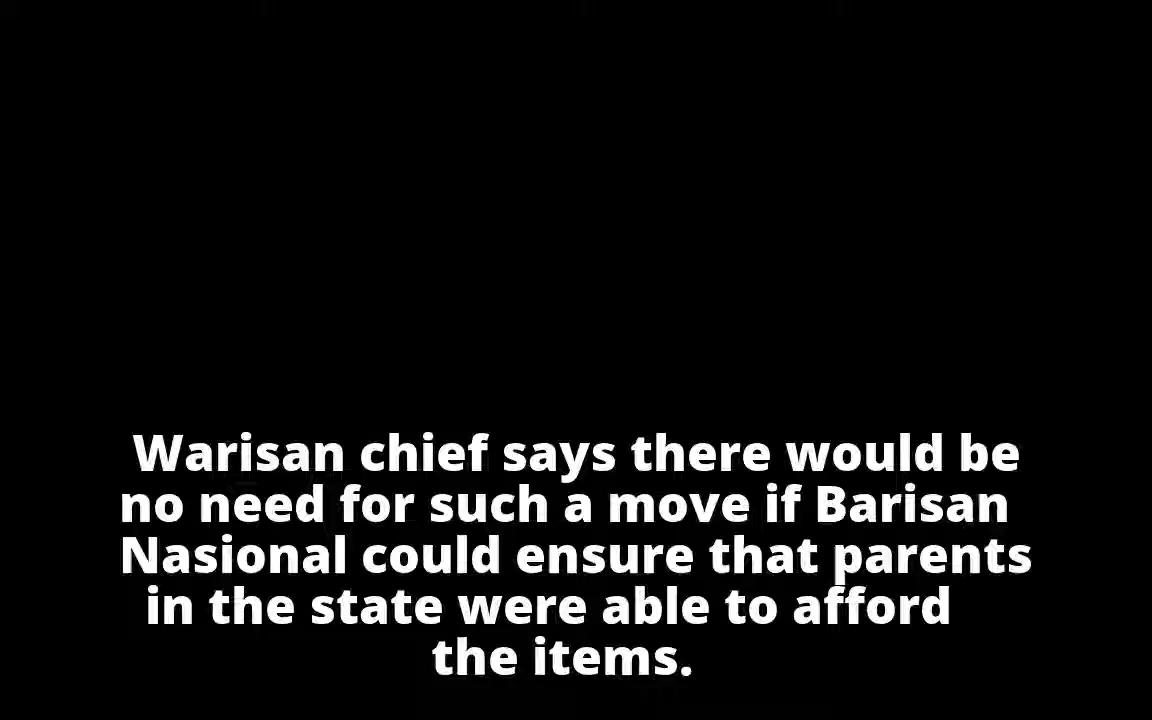 Warisan chief says there would be
no need for such a move if Barisan
Nasional could ensure that parents
in the state were able to afford
the items.